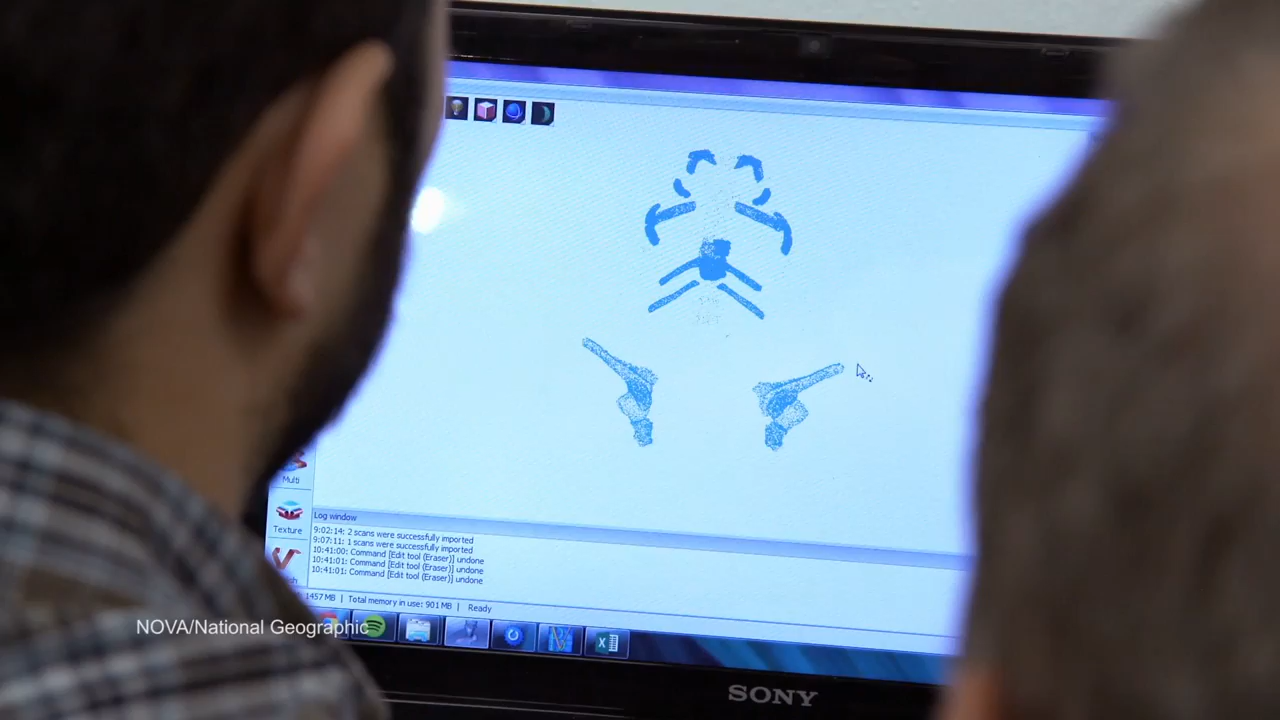 Multi
Texture
Log window
9:02:14: 2 scans were successfully imported
9:07:11: 1 scans were successfully imported
10:41:00: Command [Edit tool (Eraser)] undone
10:41:01: Command [Edit tool (Eraser)] undone
10:41:01: Command [Edit tool (Eraser)] undone
1457 MB | Total memory in use: 901 MB | Ready
NOVA/National Geographic
SONY